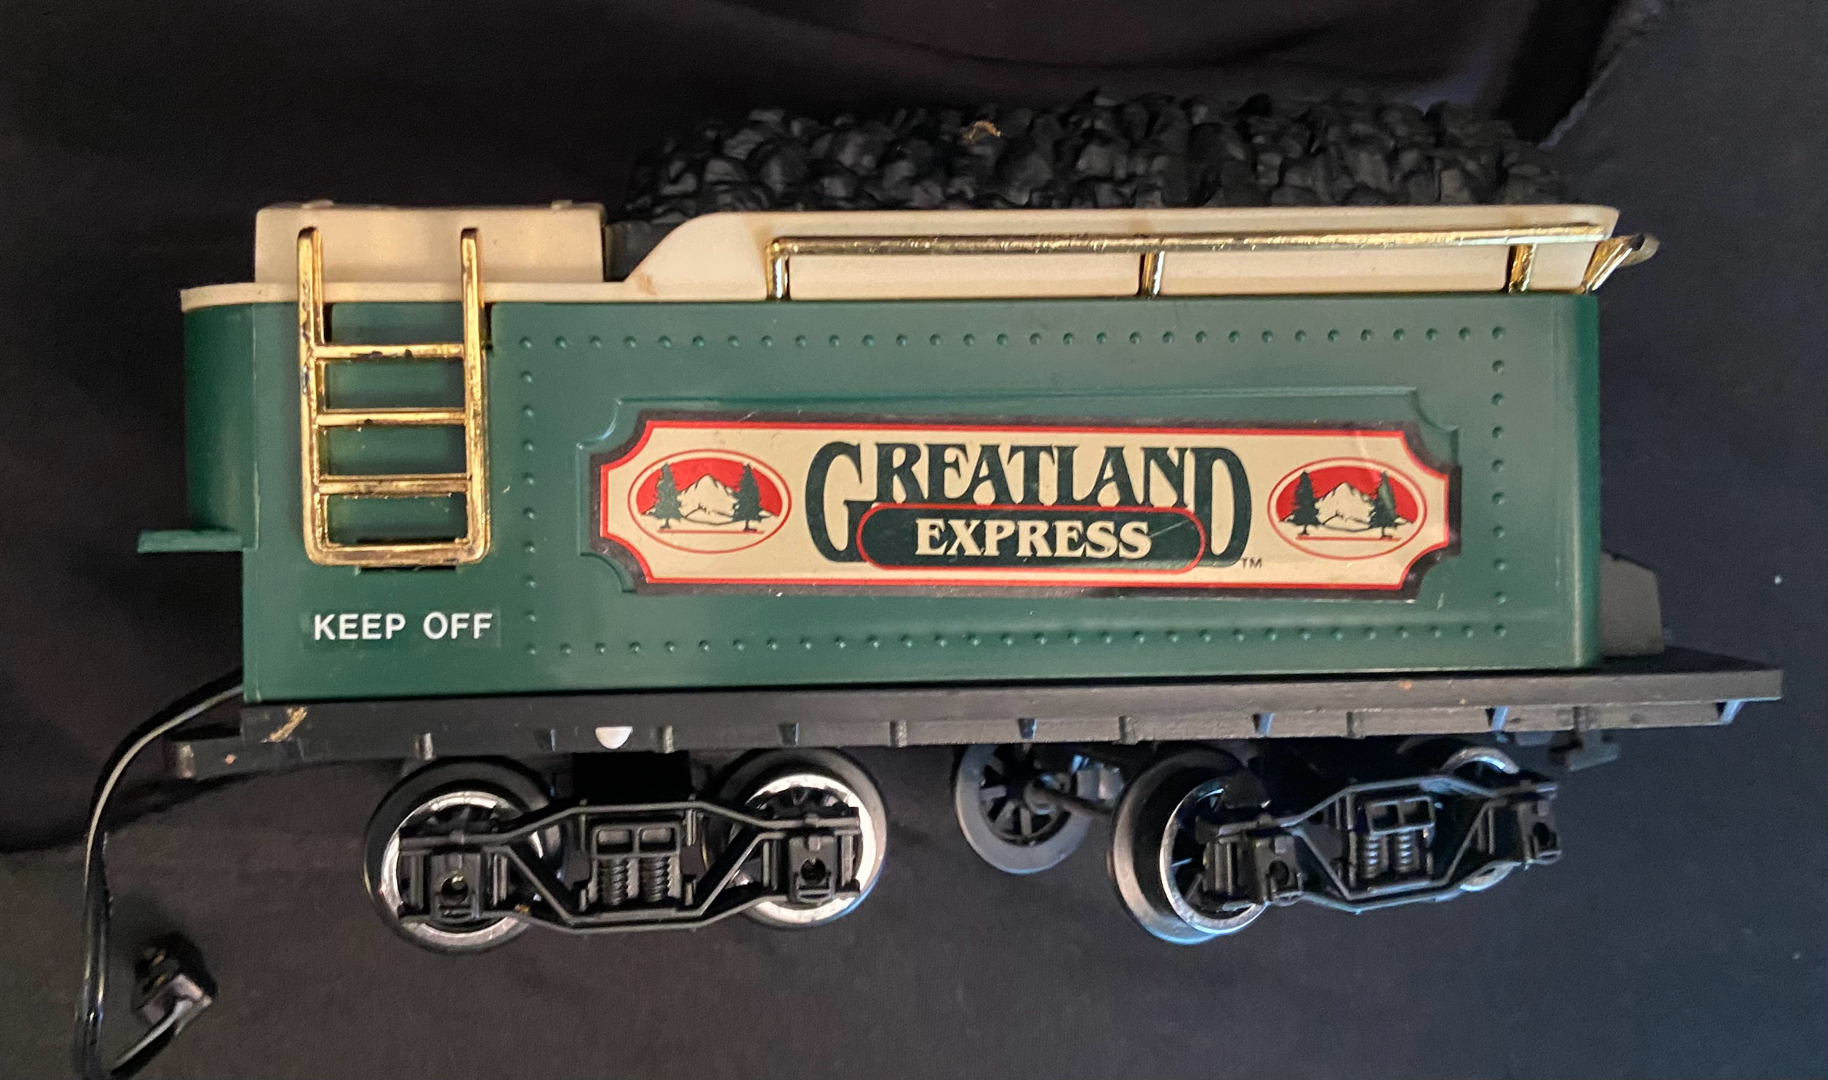 GREATLAND
EXPRESS
TM
KEEP OFF